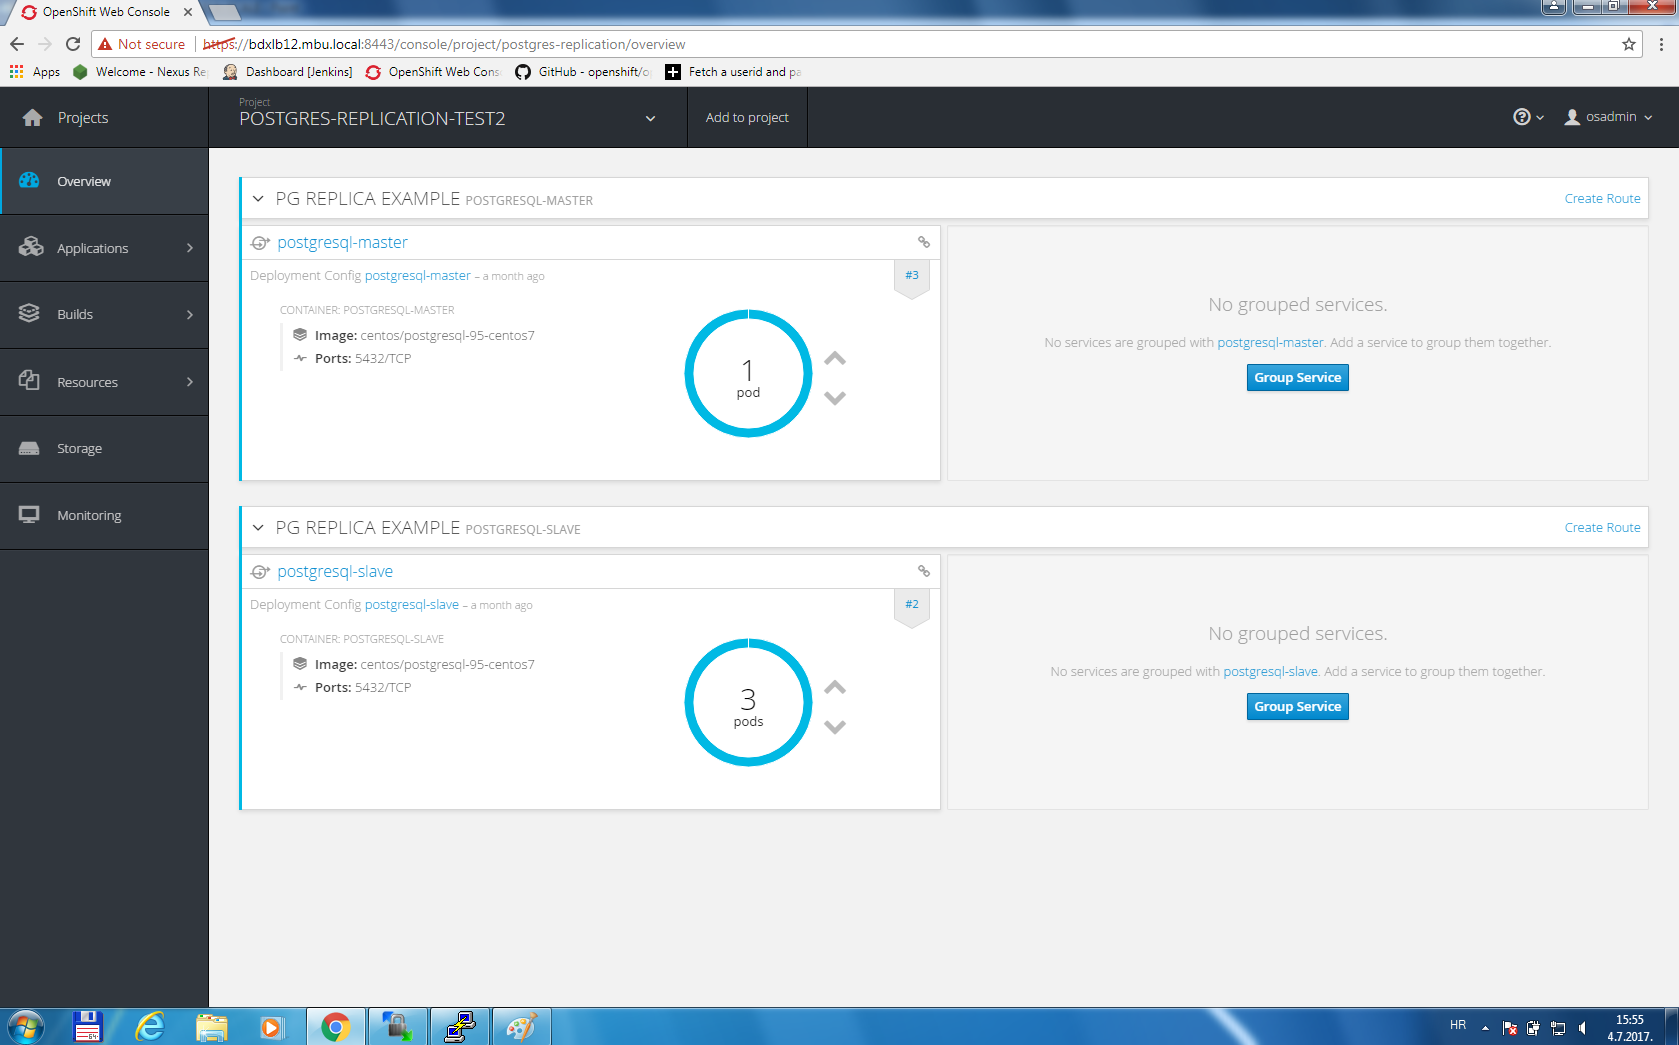 OpenShift Web Console
Not secure https://bdxlb12.mbu.local:8443/console/project/postgres-replication/overview
Apps Welcome - Nexus Re Dashboard [Jenkins] OpenShift Web Cons GitHub - openshift/o Fetch a userid and pa
Projects
Project
POSTGRES-REPLICATION-TEST2
Add to project
osadmin
Overview
Applications
Builds
Resources
Storage
Monitoring
PG REPLICA EXAMPLE POSTGRESQL-MASTER
Create Route
postgresql-master
Deployment Config postgresql-master – a month ago
#3
CONTAINER: POSTGRESQL-MASTER
Image: centos/postgresql-95-centos7
Ports: 5432/TCP
1
pod
No grouped services.
No services are grouped with postgresql-master. Add a service to group them together.
Group Service
PG REPLICA EXAMPLE POSTGRESQL-SLAVE
Create Route
postgresql-slave
Deployment Config postgresql-slave – a month ago
#2
CONTAINER: POSTGRESQL-SLAVE
Image: centos/postgresql-95-centos7
Ports: 5432/TCP
3
pods
No grouped services.
No services are grouped with postgresql-slave. Add a service to group them together.
Group Service
64
HR
15:55
4.7.2017.